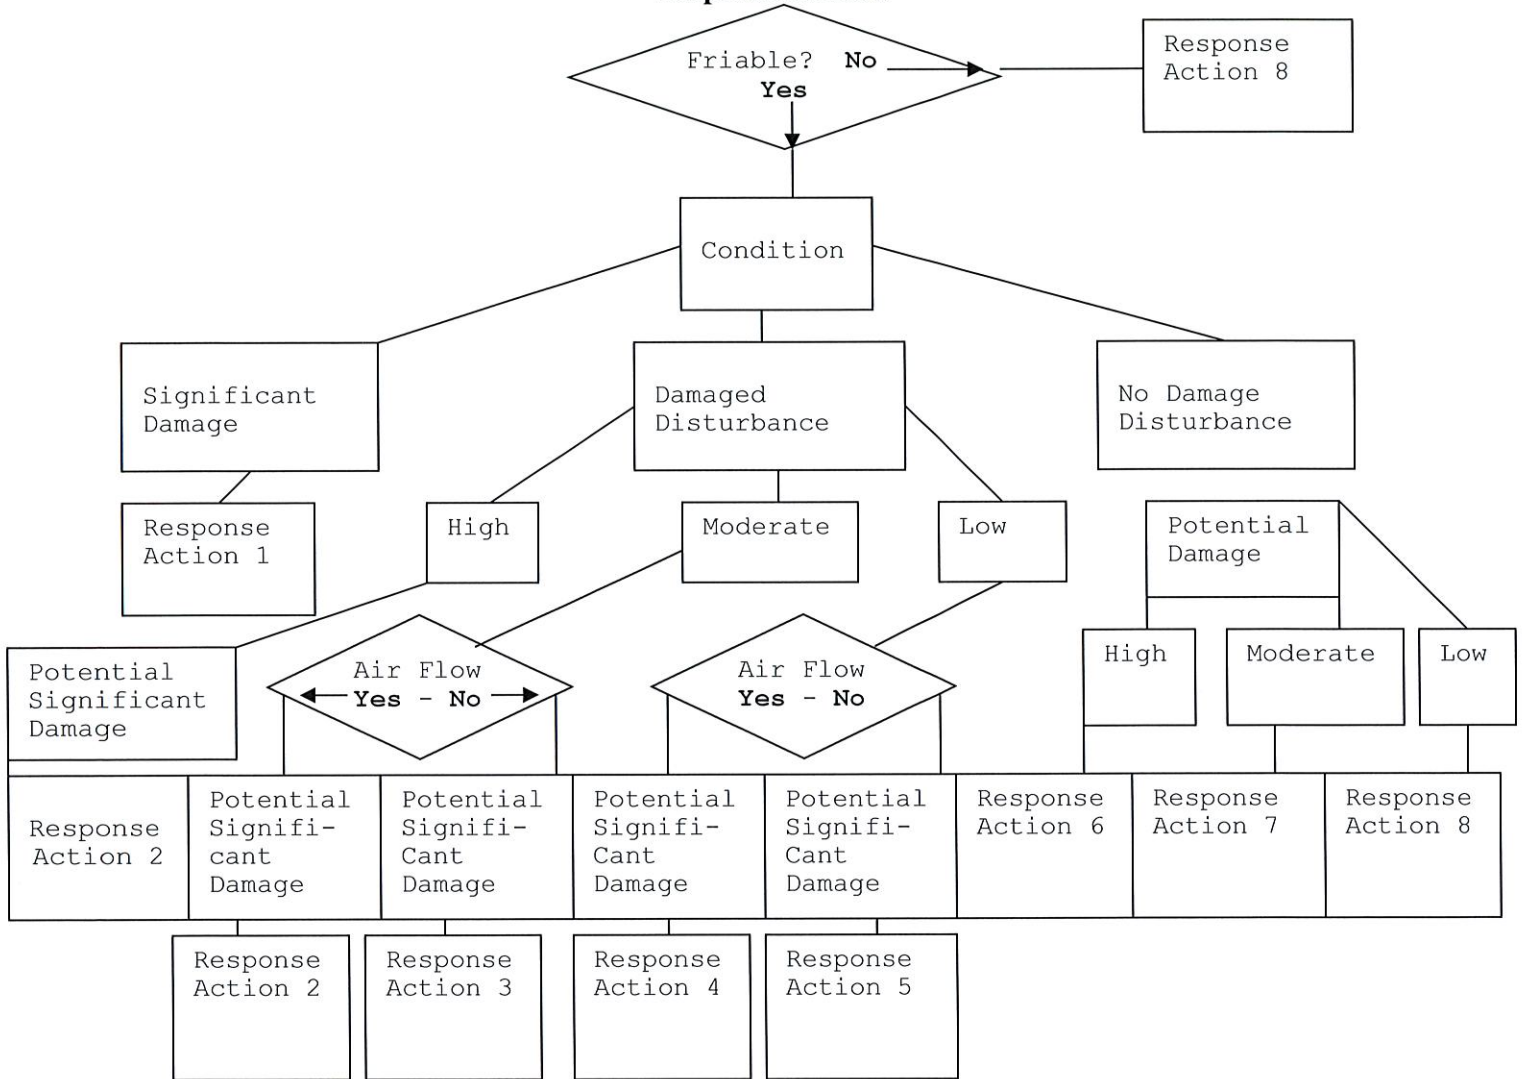 Friable? No
Yes
Response
Action 8
Condition
Significant
Damage
Damaged
Disturbance
No Damage
Disturbance
Response
Action 1
High
Moderate
Low
Potential
Damage
Potential
Significant
Damage
Air Flow
Yes - No
Air Flow
Yes - No
High
Moderate
Low
Response
Action 2
Potential
Signifi-
cant
Damage
Potential
Signifi-
Cant
Damage
Potential
Signifi-
Cant
Damage
Potential
Signifi-
Cant
Damage
Response
Action 6
Response
Action 7
Response
Action 8
Response
Action 2
Response
Action 3
Response
Action 4
Response
Action 5